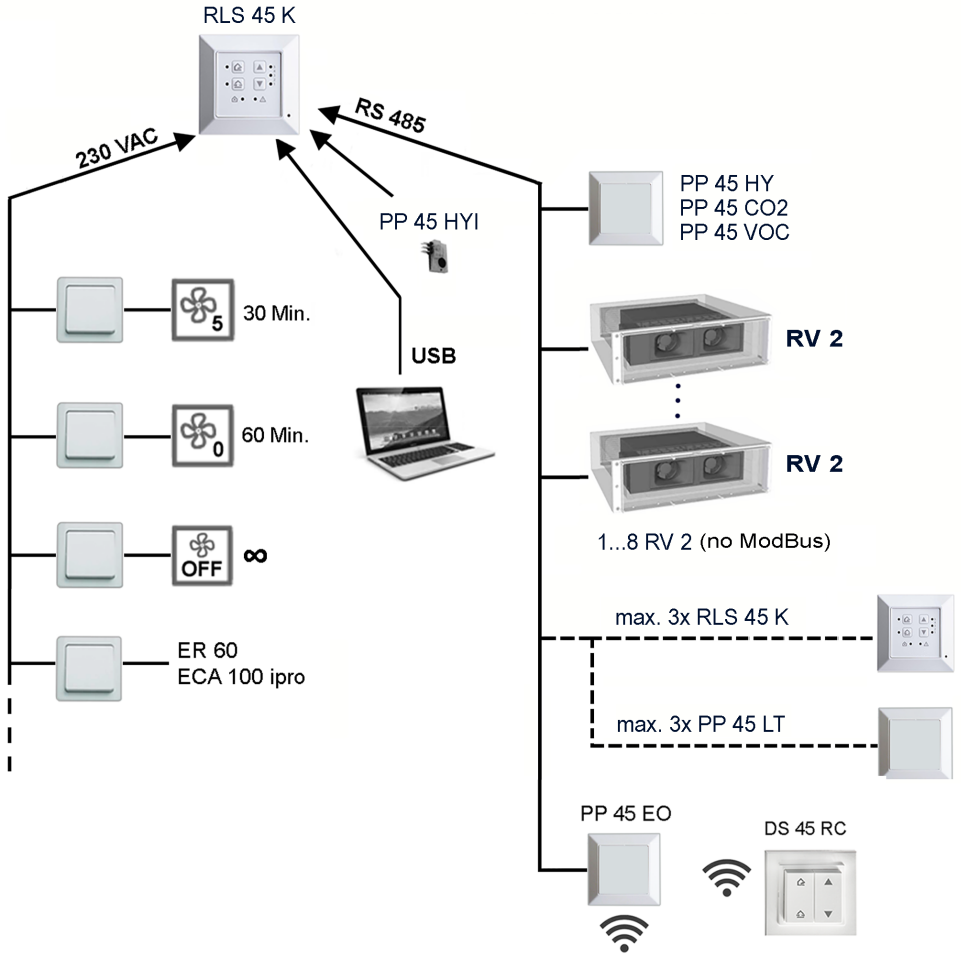 RLS 45 K
230 VAC
RS 485
PP 45 HYI
PP 45 HY
PP 45 CO2
PP 45 VOC
5
30 Min.
USB
RV 2
0
60 Min.
RV 2
OFF
∞
1...8 RV 2 (no ModBus)
max. 3x RLS 45 K
ER 60
ECA 100 ipro
max. 3x PP 45 LT
PP 45 EO
DS 45 RC